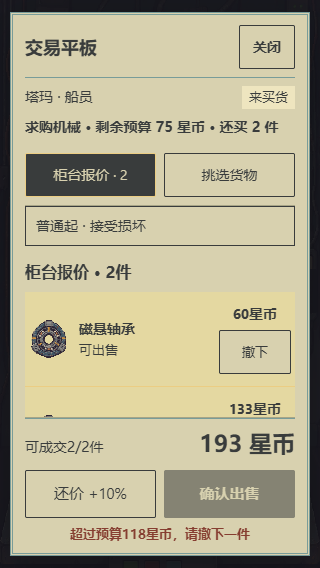 交易平板
关闭
塔玛 · 船员
来买货
求购机械 • 剩余预算 75 星币 • 还买 2 件
柜台报价 · 2
挑选货物
普通起 · 接受损坏
柜台报价 • 2件
60星币
磁悬轴承
可出售
撤下
133星币
可成交2/2件
193 星币
还价 +10%
确认出售
超过预算118星币，请撤下一件